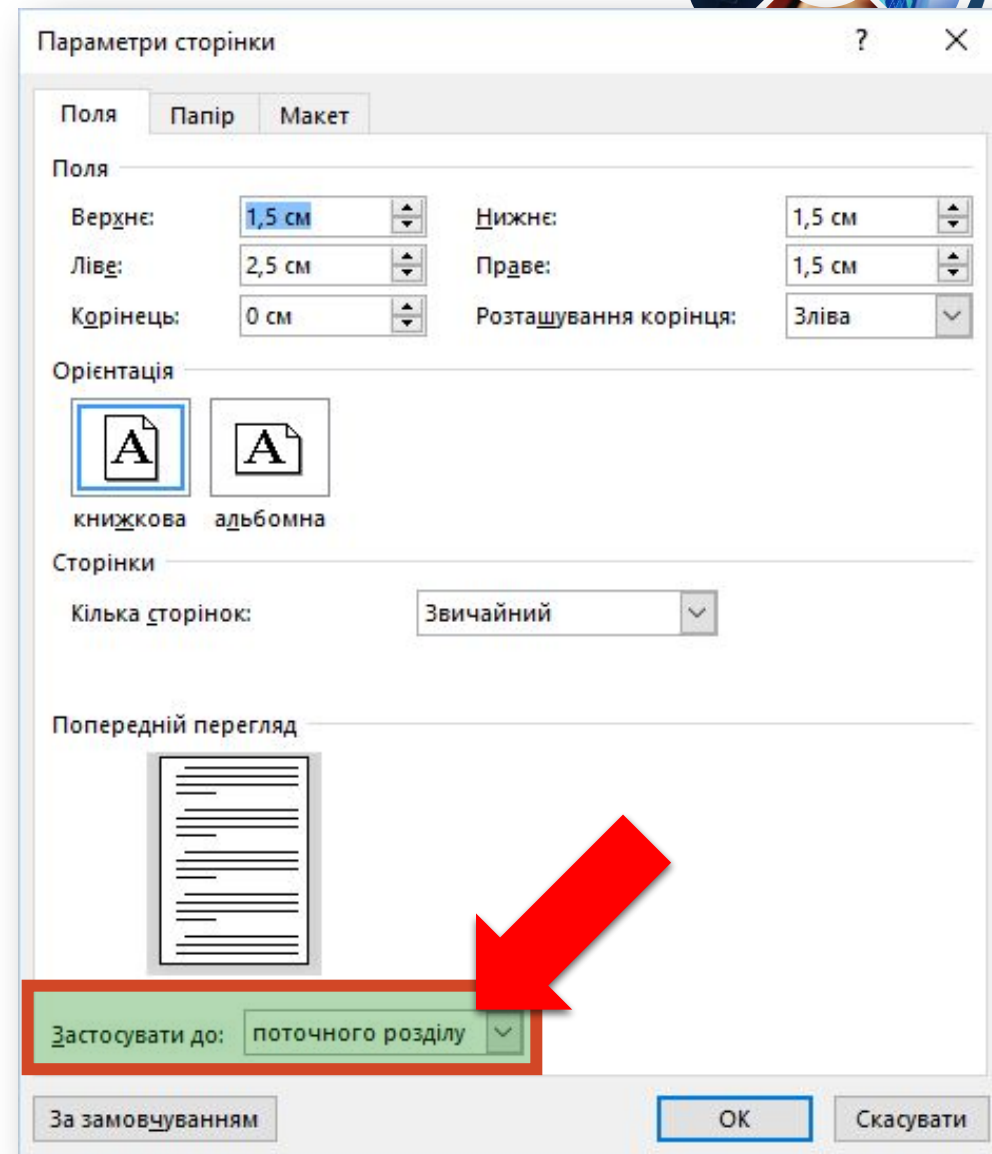 Параметри сторінки ?
Поля Папір Макет
Поля
Верхнє: 1,5 см Нижнє: 1,5 см
Ліве: 2,5 см Праве: 1,5 см
Корінець: 0 см Розташування корінця: Зліва
Орієнтація
A A
книжкова альбомна
Сторінки
Кілька сторінок: Звичайний
Попередній перегляд
Застосувати до: поточного розділу
За замовчуванням ОК Скасувати